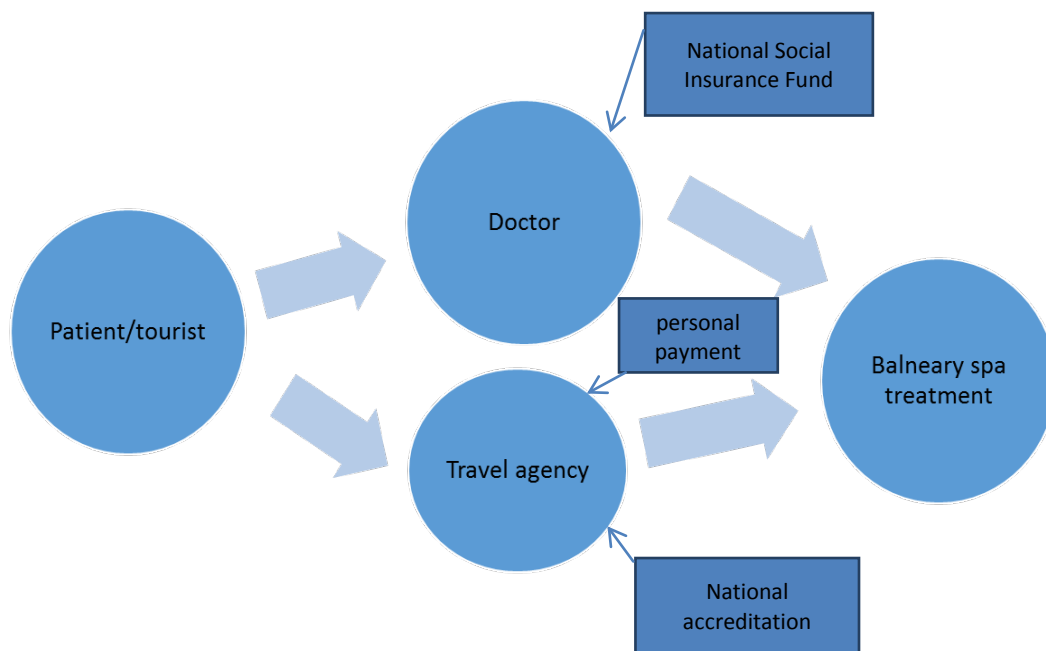 National Social
Insurance Fund
Doctor
Patient/tourist
personal
payment
Balneary spa
treatment
Travel agency
National
accreditation